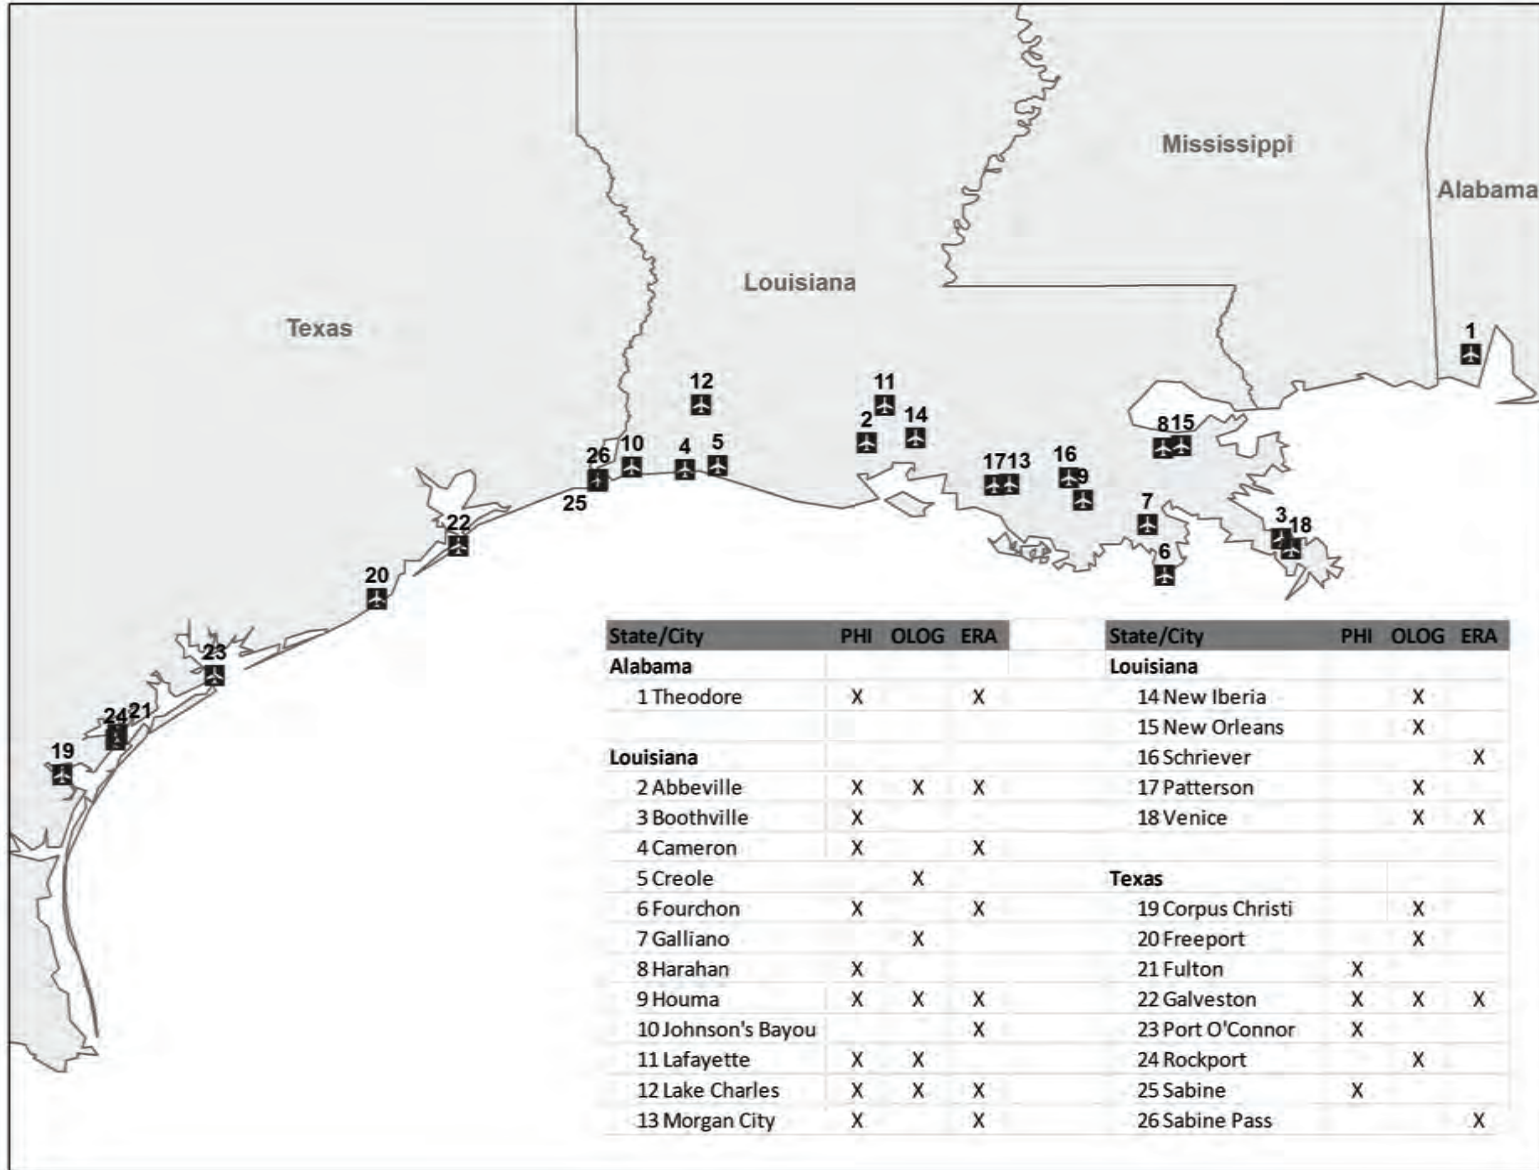 Mississippi
Alabama
Louisiana
Texas
1
12
11
2
14
8 15
26
10
4
5
17 13
16
9
25
7
3
18
22
6
20
23
24 21
19
State/City PHI OLOG ERA
Alabama
1 Theodore X X
Louisiana
2 Abbeville X X X
3 Boothville X
4 Cameron X X
5 Creole X
6 Fourchon X X
7 Galliano X
8 Harahan X
9 Houma X X X
10 Johnson's Bayou X
11 Lafayette X X
12 Lake Charles X X X
13 Morgan City X X
State/City PHI OLOG ERA
Louisiana
14 New Iberia X
15 New Orleans X
16 Schriever X
17 Patterson X
18 Venice X X
Texas
19 Corpus Christi X
20 Freeport X
21 Fulton X
22 Galveston X X X
23 Port O'Connor X
24 Rockport X
25 Sabine X
26 Sabine Pass X